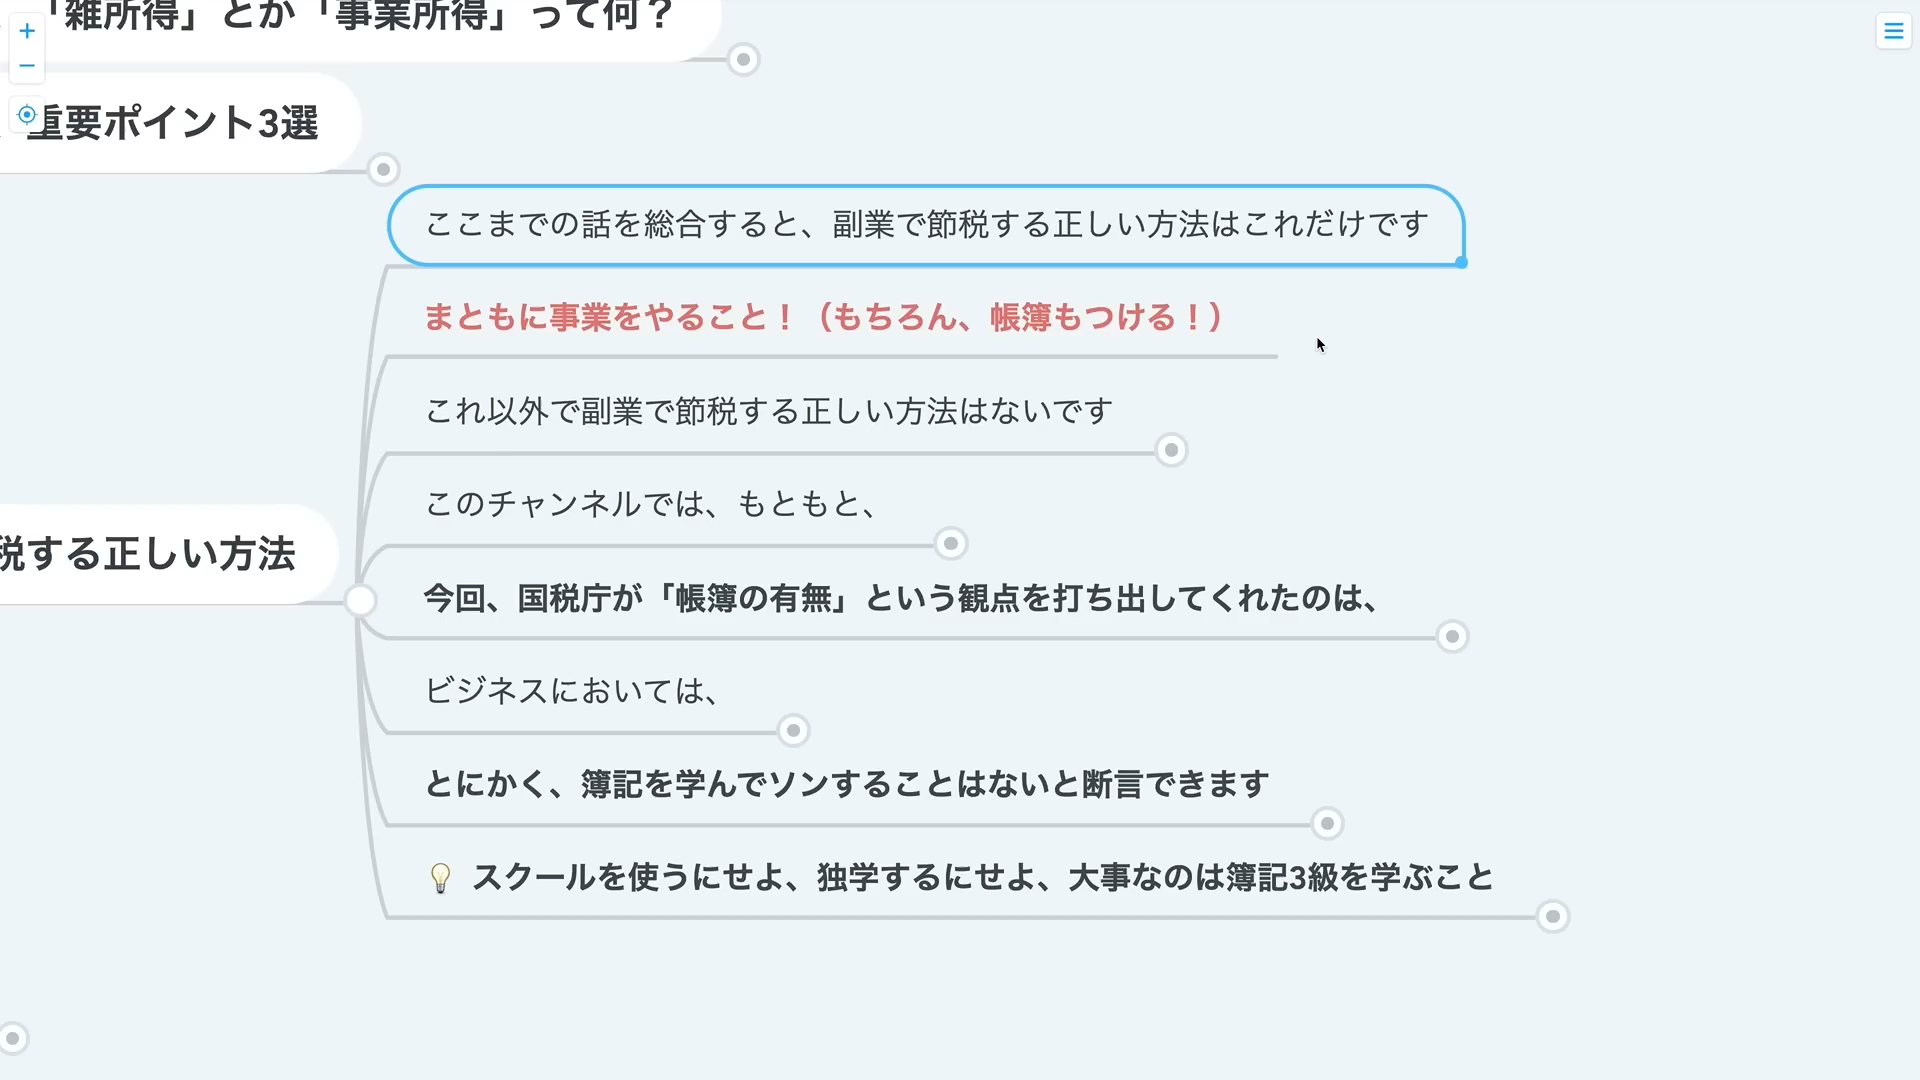 「雑所得」とか「事業所得」って何？
重要ポイント3選
ここまでの話を総合すると、副業で節税する正しい方法はこれだけです
まともに事業をやること！（もちろん、帳簿もつける！）
これ以外で副業で節税する正しい方法はないです
このチャンネルでは、もともと、
税する正しい方法
今回、国税庁が「帳簿の有無」という観点を打ち出してくれたのは、
ビジネスにおいては、
とにかく、簿記を学んでソンすることはないと断言できます
💡 スクールを使うにせよ、独学するにせよ、大事なのは簿記3級を学ぶこと